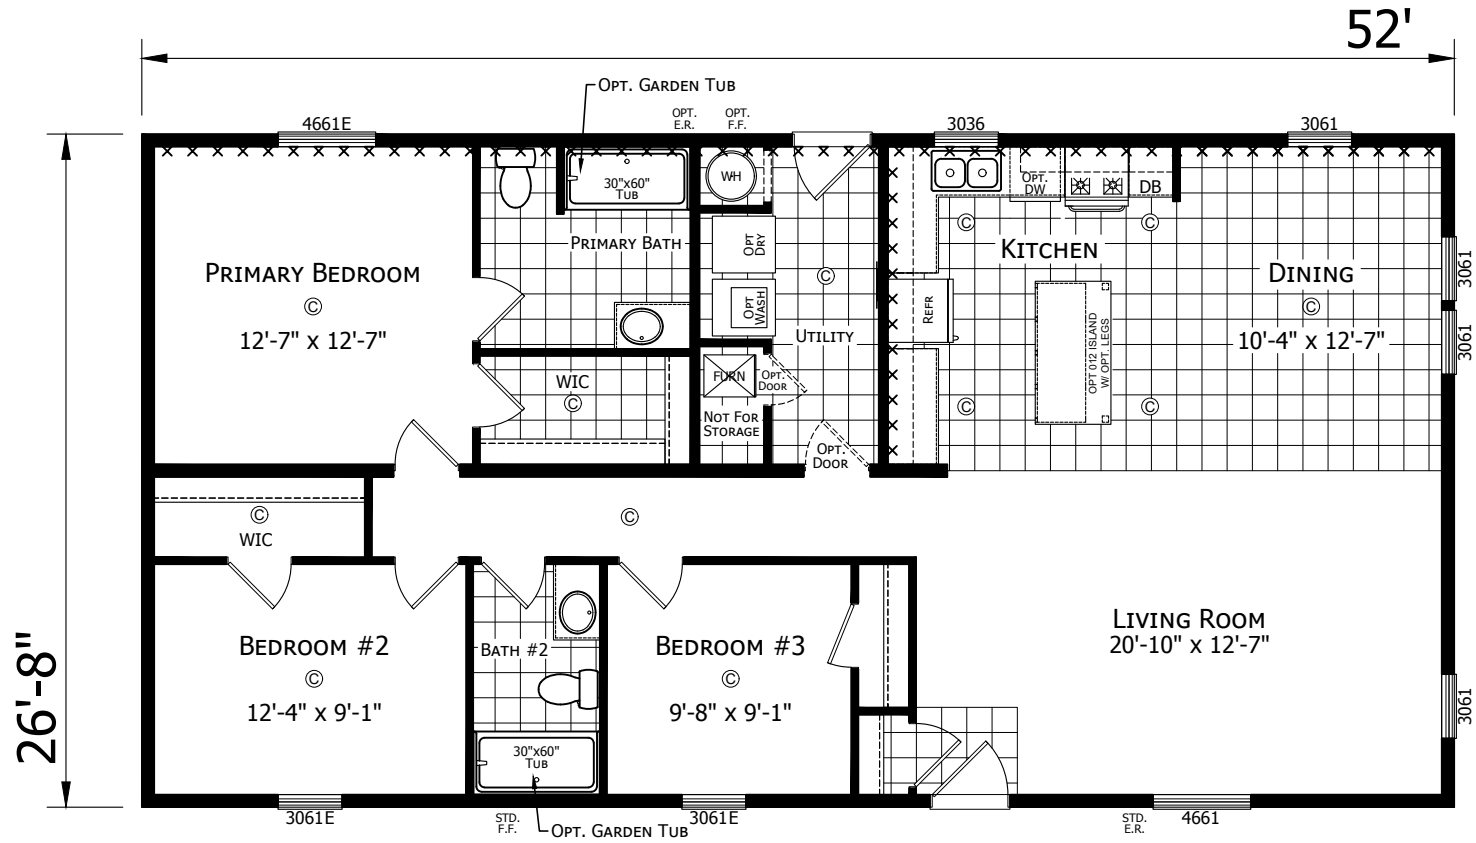 52'
OPT. GARDEN TUB
OPT.
E.R.
OPT.
F.F.
4661E
3036
3061
30"x60"
TUB
WH
OPT.
DW
DB
PRIMARY BATH
OPT
DRY
C
C
KITCHEN
PRIMARY BEDROOM
C
12'-7" x 12'-7"
C
OPT
WASH
UTILITY
REFR
DINING
C
10'-4" x 12'-7"
3061
3061
OPT 012 ISLAND
W/ OPT. LEGS
WIC
C
FURN
OPT.
DOOR
NOT FOR
STORAGE
C
C
OPT.
DOOR
C
WIC
C
26'-8"
BEDROOM #2
C
12'-4" x 9'-1"
BATH #2
BEDROOM #3
C
9'-8" x 9'-1"
LIVING ROOM
20'-10" x 12'-7"
3061
30"x60"
TUB
3061E
STD.
F.F.
OPT. GARDEN TUB
3061E
STD.
E.R.
4661